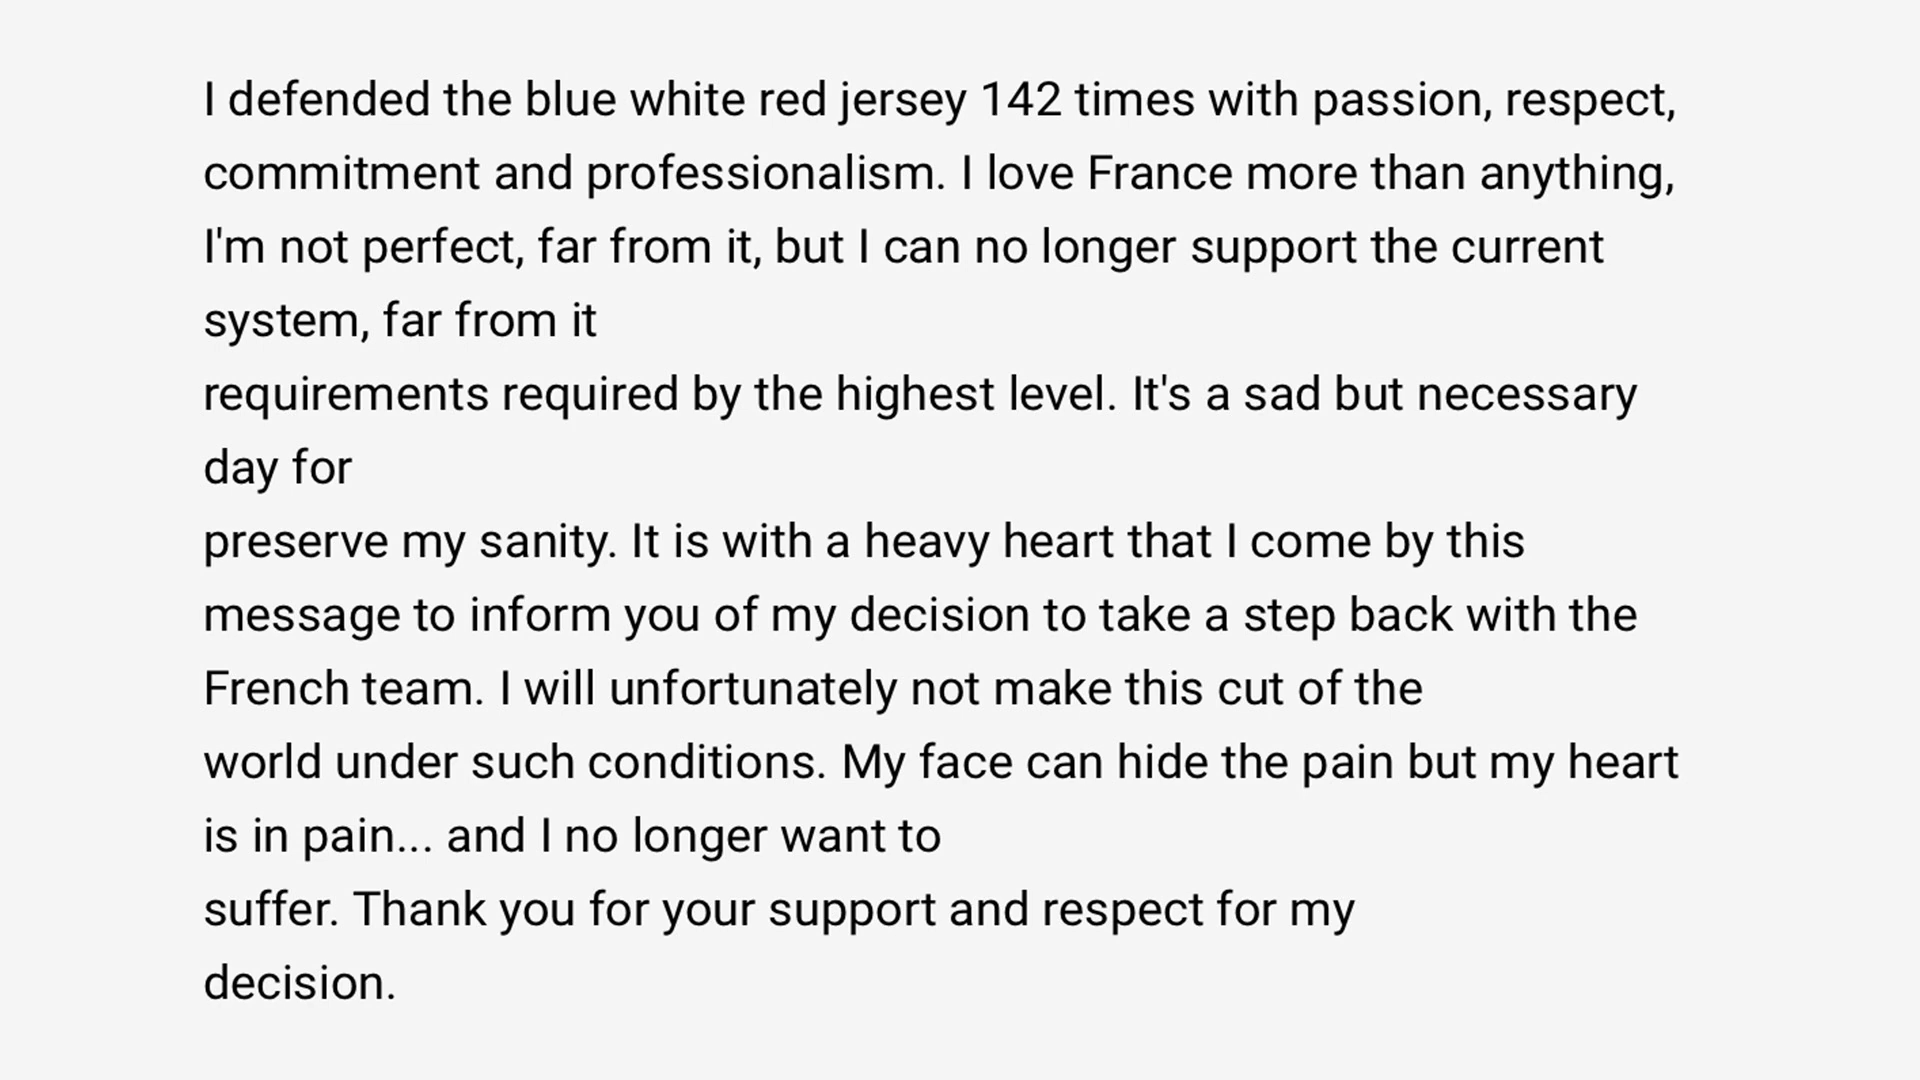 I defended the blue white red jersey 142 times with passion, respect,
commitment and professionalism. I love France more than anything,
I'm not perfect, far from it, but I can no longer support the current
system, far from it
requirements required by the highest level. It's a sad but necessary
day for
preserve my sanity. It is with a heavy heart that I come by this
message to inform you of my decision to take a step back with the
French team. I will unfortunately not make this cut of the
world under such conditions. My face can hide the pain but my heart
is in pain... and I no longer want to
suffer. Thank you for your support and respect for my
decision.